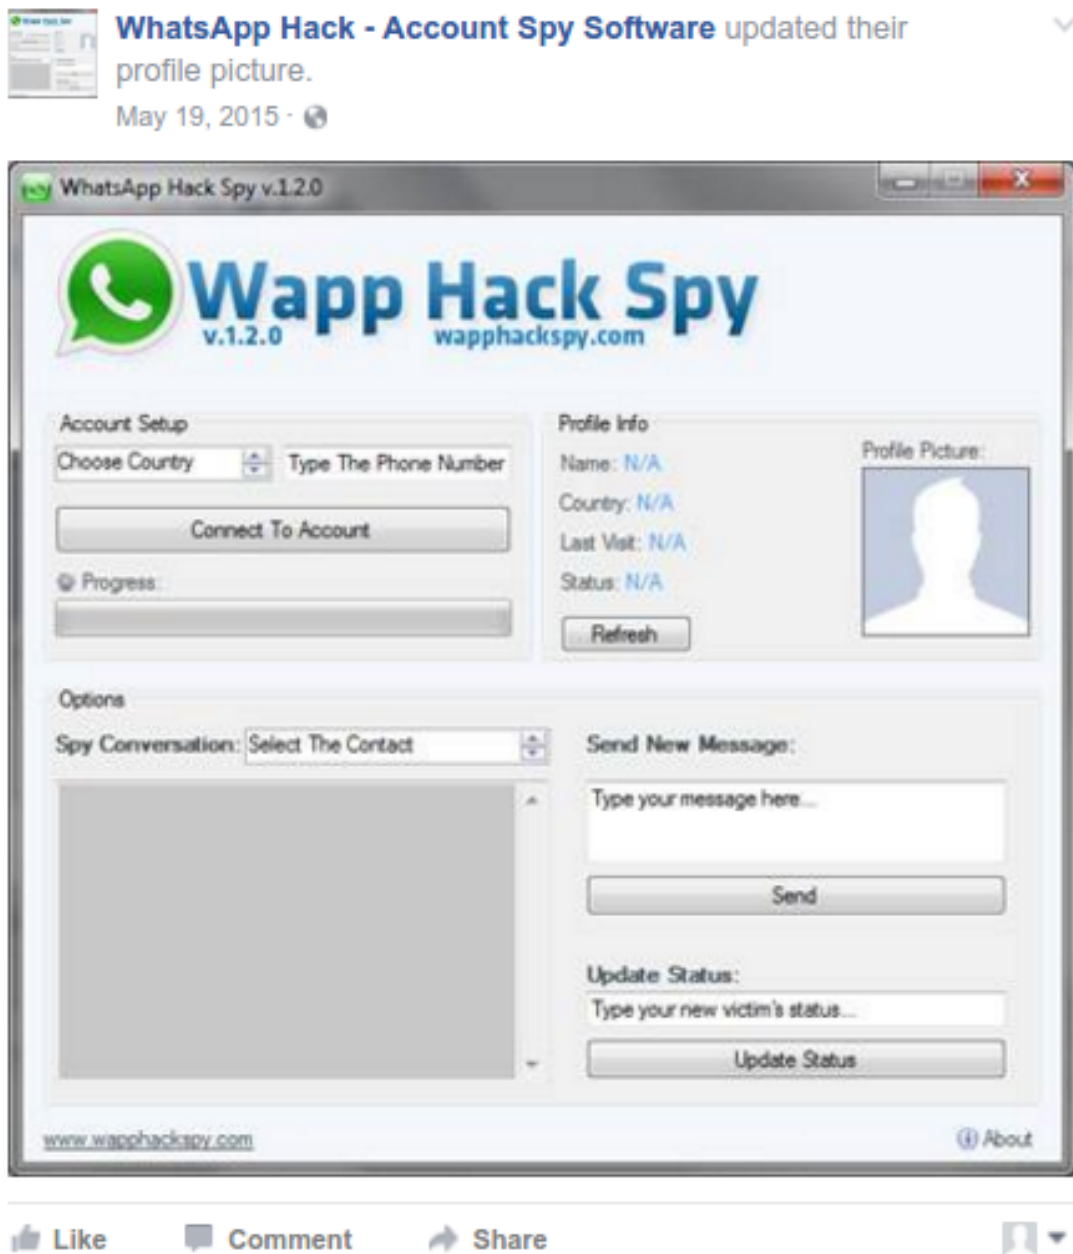 WhatsApp Hack - Account Spy Software updated their
profile picture.
May 19, 2015 ·
WhatsApp Hack Spy v.1.2.0
Wapp Hack Spy
v.1.2.0
wapphackspy.com
Account Setup
Choose Country
Type The Phone Number
Connect To Account
Progress:
Profile Info
Name: N/A
Country: N/A
Last Visit: N/A
Status: N/A
Refresh
Profile Picture:
Options
Spy Conversation: Select The Contact
Send New Message:
Type your message here...
Send
Update Status:
Type your new victim's status...
Update Status
www.wapphackspy.com
About
Like
Comment
Share